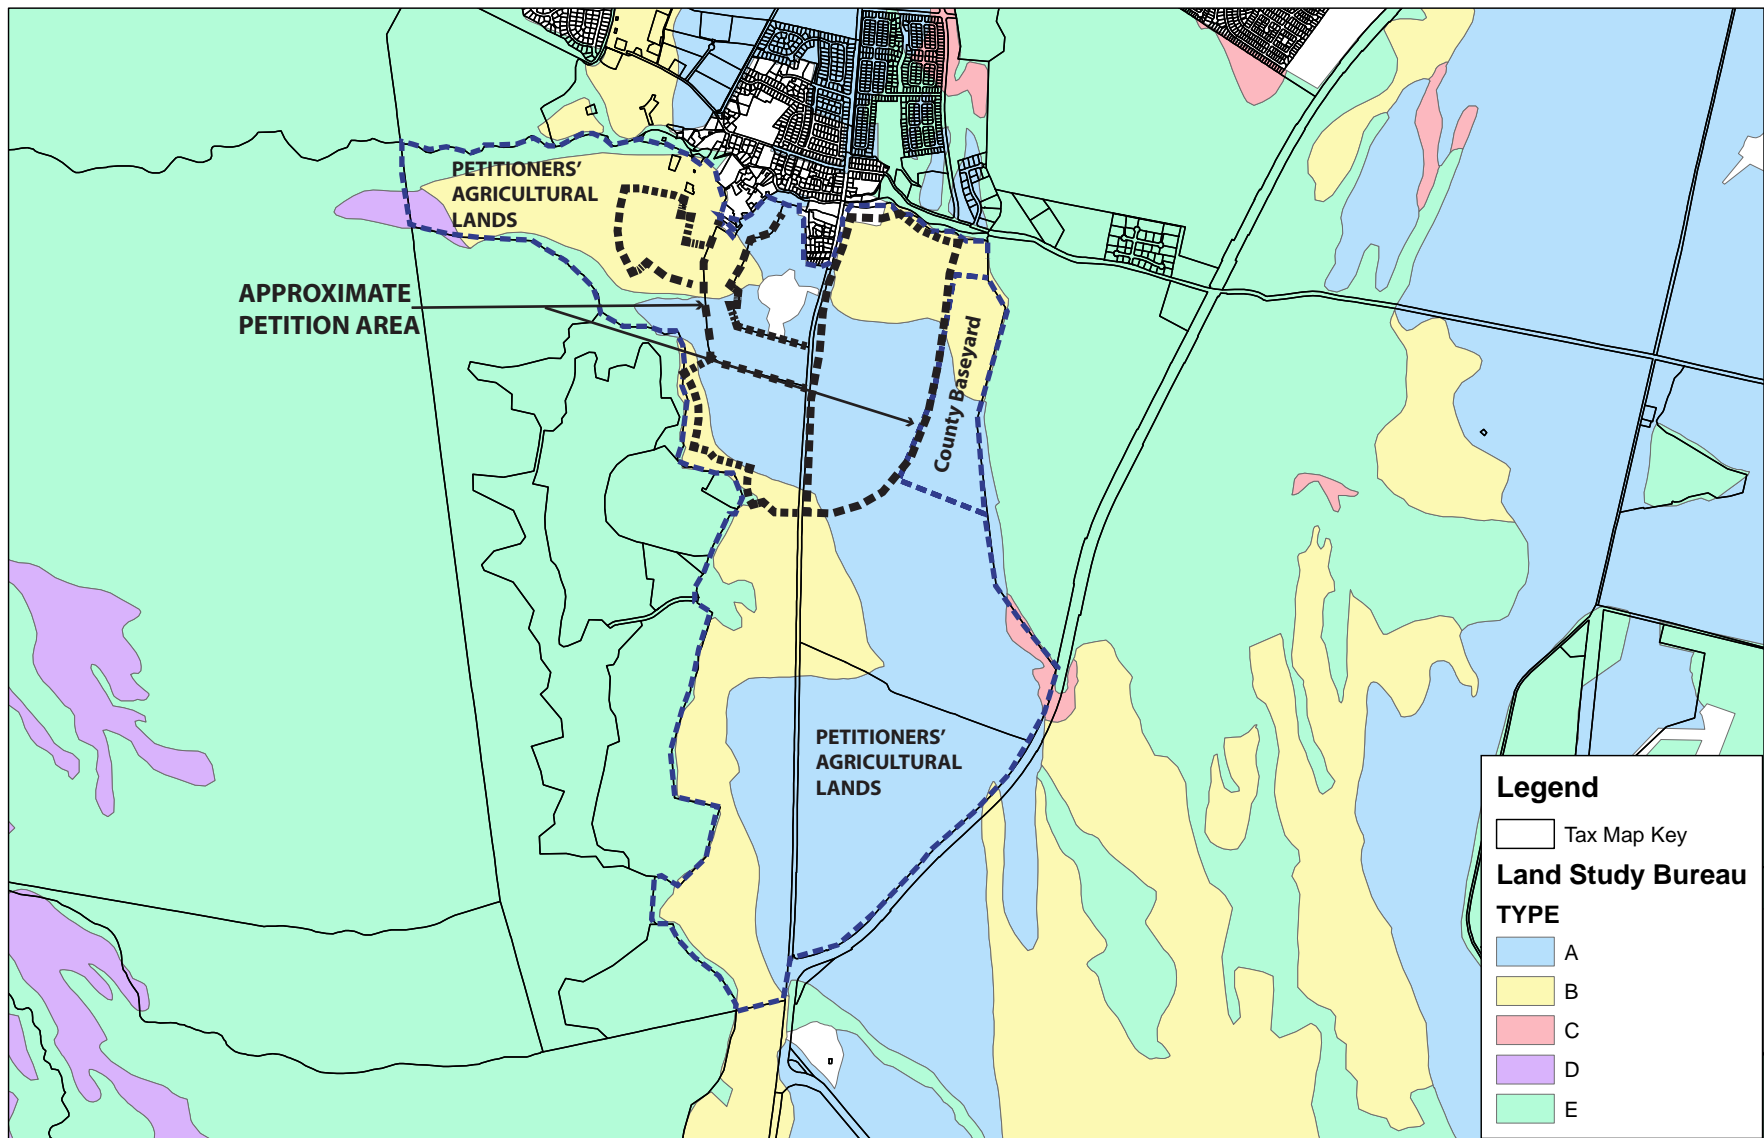 PETITIONERS’
AGRICULTURAL
LANDS
APPROXIMATE
PETITION AREA
County Baseyard
PETITIONERS’
AGRICULTURAL
LANDS
Legend
Tax Map Key
Land Study Bureau
TYPE
A
B
C
D
E